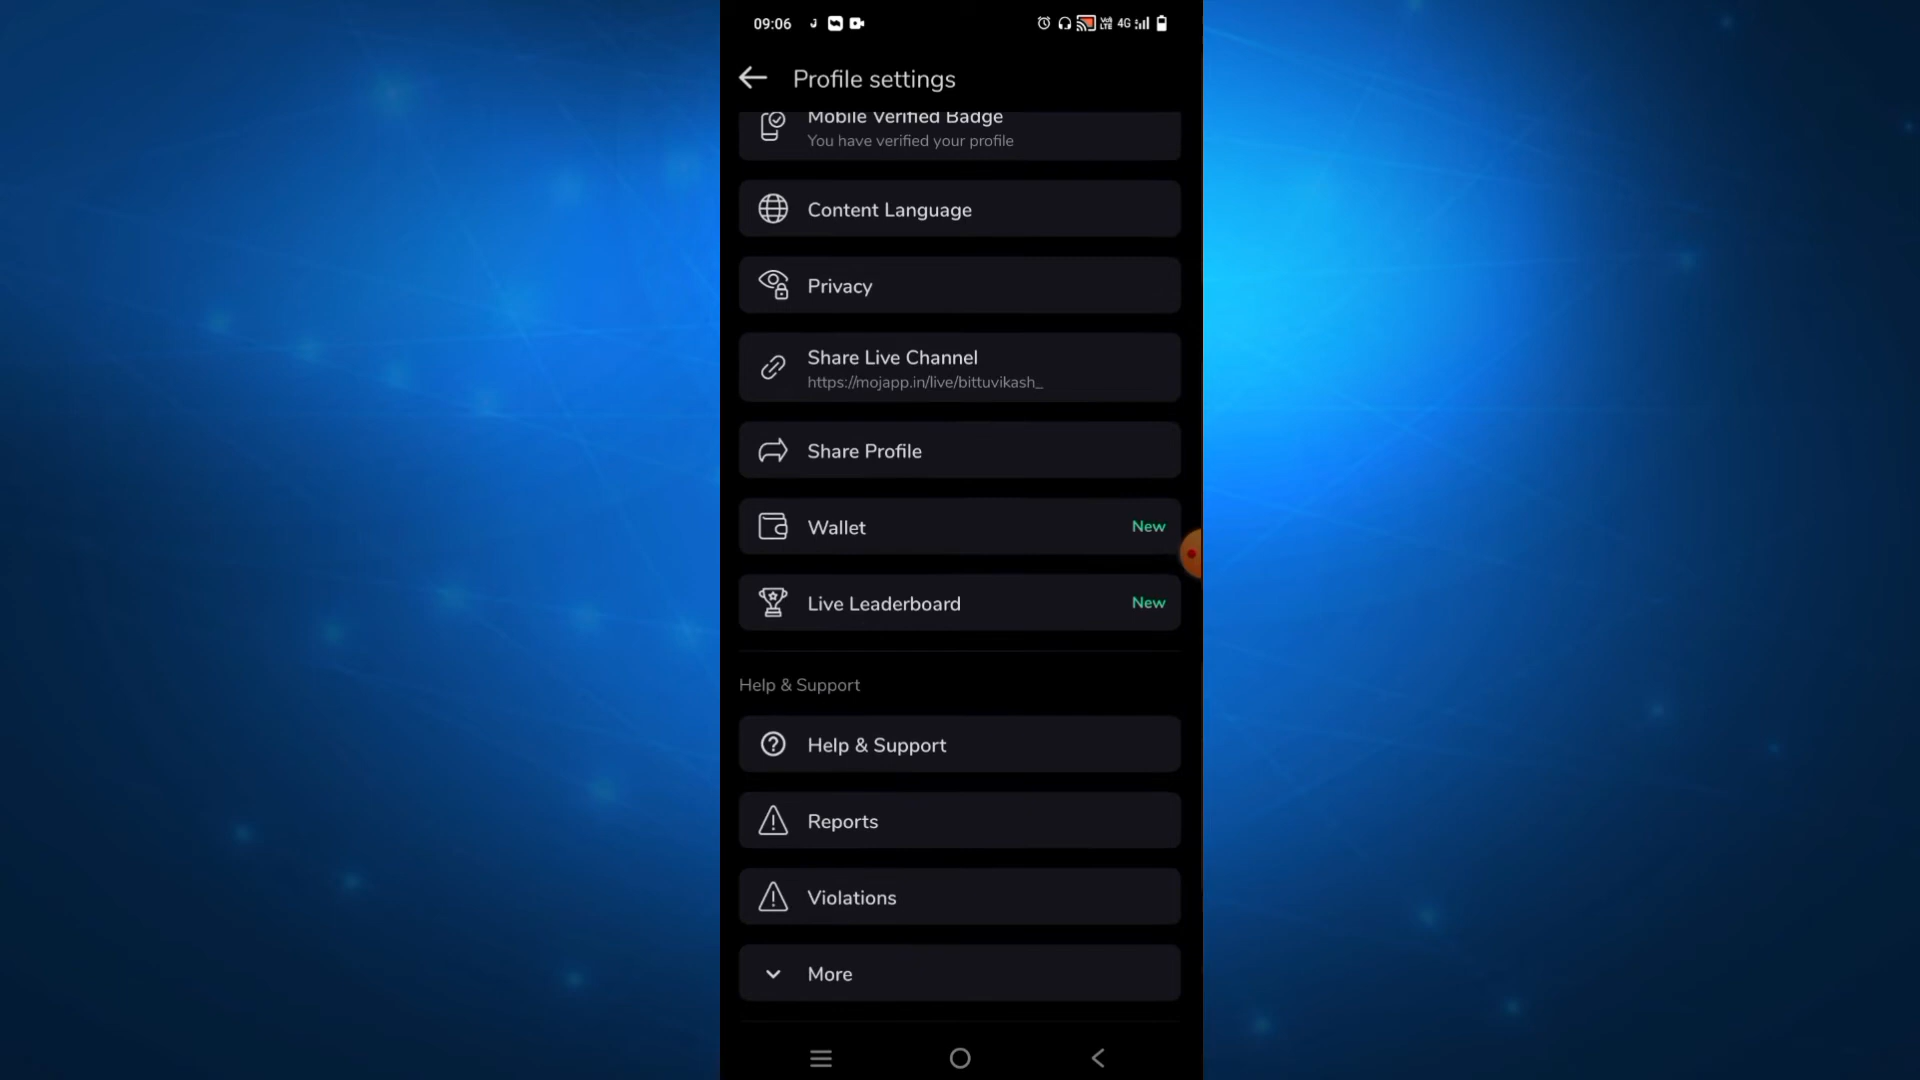 09:06
4G
Profile settings
Mobile Verified Badge
You have verified your profile
Content Language
Privacy
Share Live Channel
https://mojapp.in/live/bittuvikash_
Share Profile
Wallet New
Live Leaderboard New
Help & Support
Help & Support
Reports
Violations
More